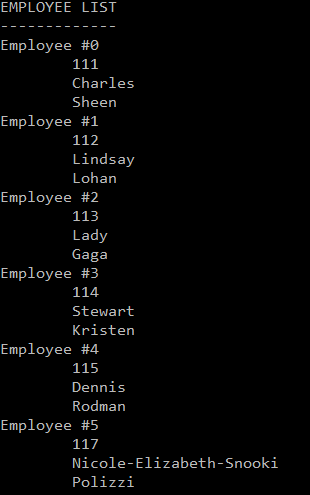 EMPLOYEE LIST
-------------
Employee #0
111
Charles
Sheen
Employee #1
112
Lindsay
Lohan
Employee #2
113
Lady
Gaga
Employee #3
114
Stewart
Kristen
Employee #4
115
Dennis
Rodman
Employee #5
117
Nicole-Elizabeth-Snooki
Polizzi